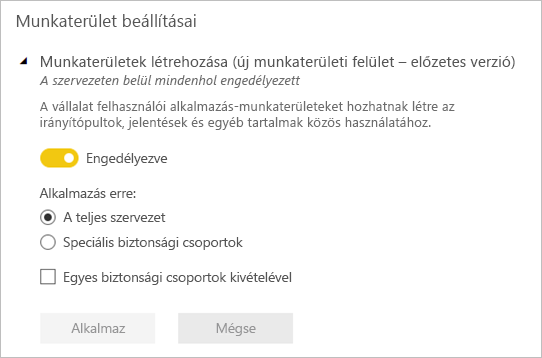 Munkaterület beállításai
Munkaterületek létrehozása (új munkaterületi felület – előzetes verzió)
A szervezeten belül mindenhol engedélyezett
A vállalat felhasználói alkalmazás-munkaterületeket hozhatnak létre az
irányítópultok, jelentések és egyéb tartalmak közös használatához.
Engedélyezve
Alkalmazás erre:
A teljes szervezet
Speciális biztonsági csoportok
Egyes biztonsági csoportok kivételével
Alkalmaz Mégse